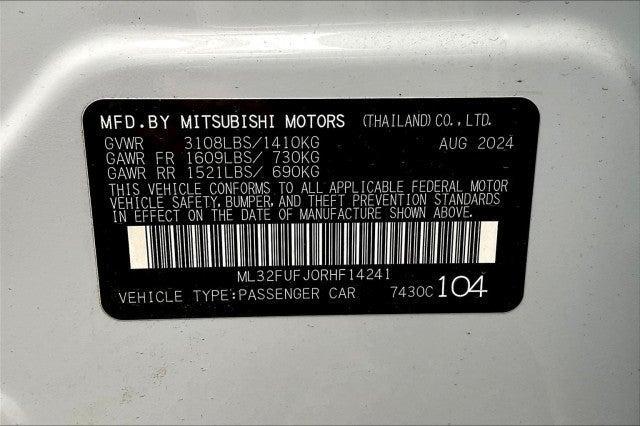 MFD.BY MITSUBISHI MOTORS (THAILAND) CO., LTD.
GVWR 3108LBS/1410KG AUG 2024
GAWR FR 1609LBS/ 730KG
GAWR RR 1521LBS/ 690KG
THIS VEHICLE CONFORMS TO ALL APPLICABLE FEDERAL MOTOR
VEHICLE SAFETY, BUMPER, AND THEFT PREVENTION STANDARDS
IN EFFECT ON THE DATE OF MANUFACTURE SHOWN ABOVE.
ML32FUFJ0RHF14241
VEHICLE TYPE:PASSENGER CAR 7430C 104